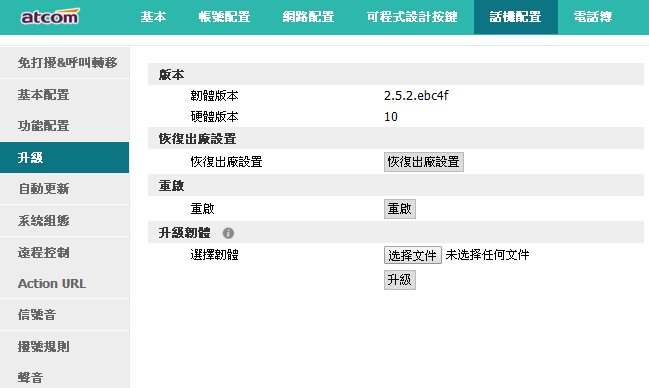 atcom 基本 帳號配置 網路配置 可程式設計按鍵 話機配置 電話簿
免打擾&呼叫轉移
基本配置
功能配置
升級
自動更新
系統組態
遠程控制
Action URL
信號音
撥號規則
聲音
版本
韌體版本 2.5.2.ebc4f
硬體版本 10
恢復出廠設置
恢復出廠設置 恢復出廠設置
重啟
重啟 重啟
升級韌體 i
選擇韌體 选择文件 未选择任何文件
升級